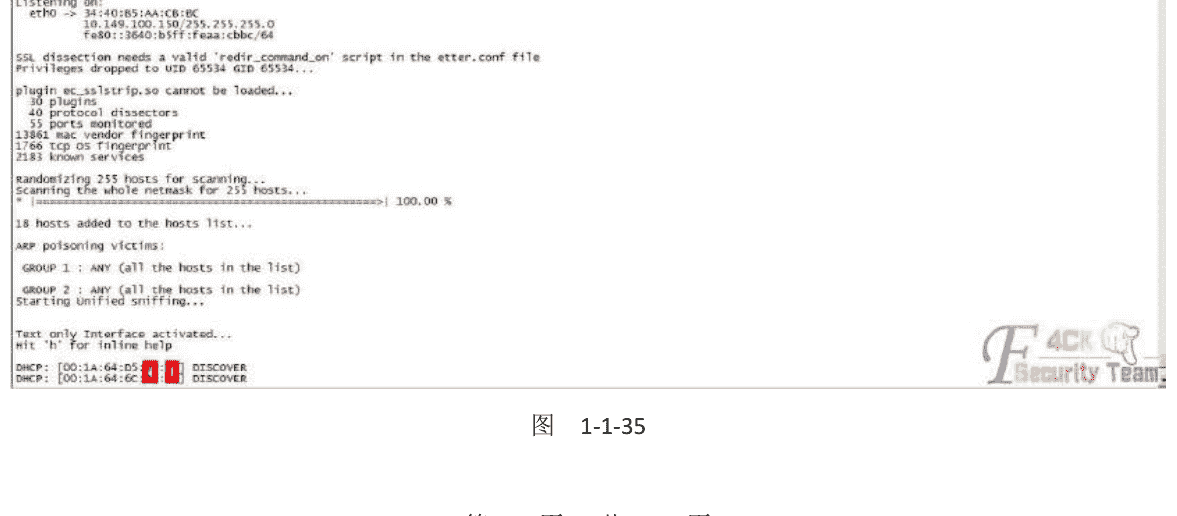 Listening on:
eth0 -> 34:40:B5:AA:CB:BC
10.149.100.150/255.255.255.0
fe80::3640:b5ff:feaa:cbbc/64
SSL dissection needs a valid 'redir_command_on' script in the etter.conf file
Privileges dropped to UID 65534 GID 65534...
plugin ec_sslstrip.so cannot be loaded...
30 plugins
40 protocol dissectors
55 ports monitored
13861 mac vendor fingerprint
1766 tcp OS fingerprint
2183 known services
Randomizing 255 hosts for scanning...
Scanning the whole netmask for 255 hosts...
* |==================================================>| 100.00 %
18 hosts added to the hosts list...
ARP poisoning victims:
GROUP 1 : ANY (all the hosts in the list)
GROUP 2 : ANY (all the hosts in the list)
Starting Unified sniffing...
Text only Interface activated...
Hit 'h' for inline help
DHCP: [00:1A:64:D5: ] DISCOVER
DHCP: [00:1A:64:6C: ] DISCOVER
F4CK
Security Team
图 1-1-35